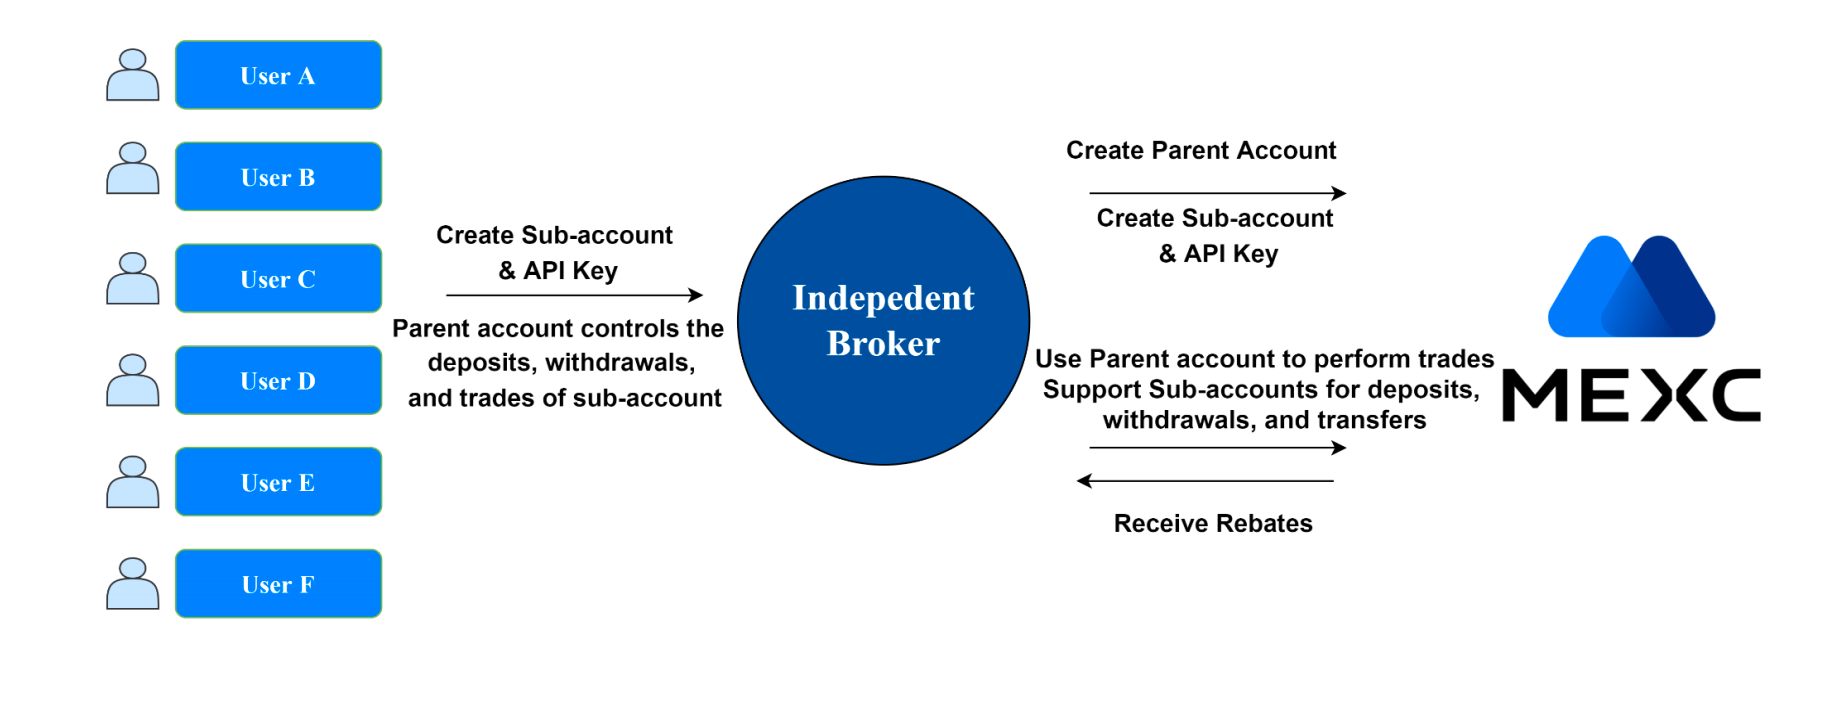 User A
User B
User C
User D
User E
User F
Create Sub-account
& API Key
Parent account controls the
deposits, withdrawals,
and trades of sub-account
Indepedent
Broker
Create Parent Account
Create Sub-account
& API Key
Use Parent account to perform trades
Support Sub-accounts for deposits,
withdrawals, and transfers
Receive Rebates
MEXC